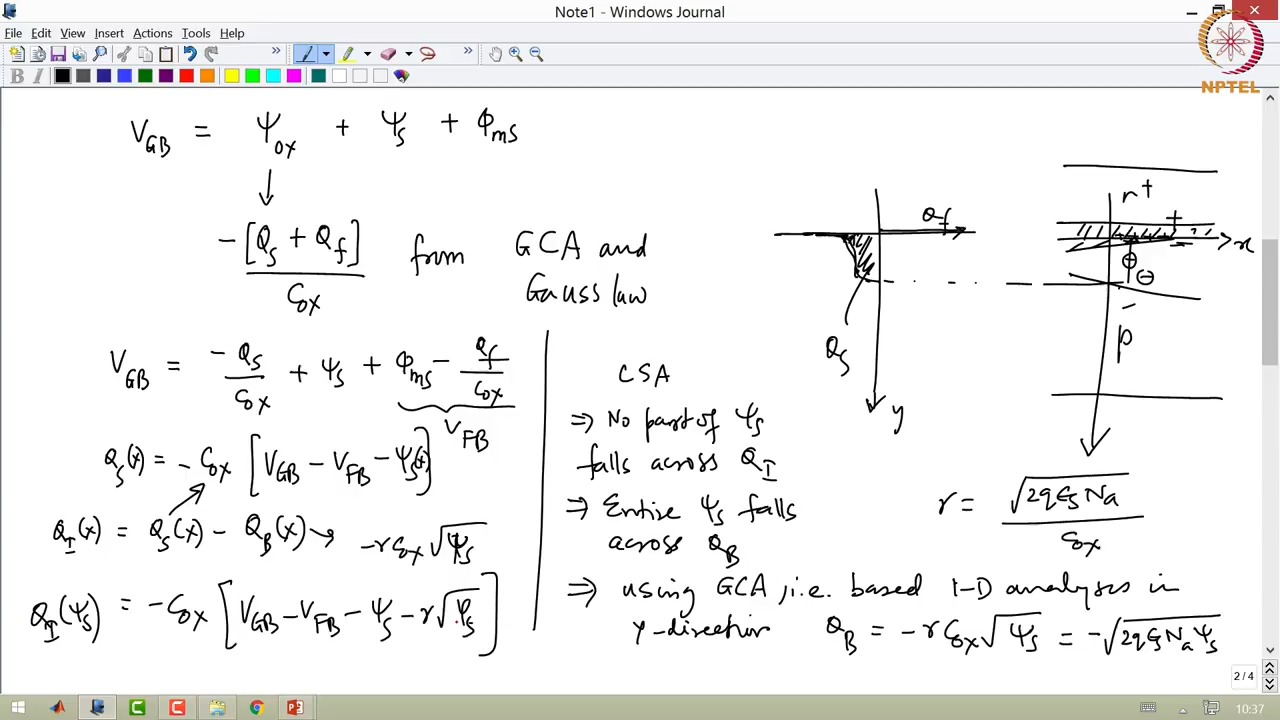 Note1 - Windows Journal
File Edit View Insert Actions Tools Help
NPTEL
V_GB = Ψ_ox + Ψ_s + Φ_ms
- [Q_s + Q_f] / C_ox from GCA and
Gauss law
V_GB = -Q_s / C_ox + Ψ_s + Φ_ms - Q_f / C_ox
V_FB
Q_s(x) = - C_ox [V_GB - V_FB - Ψ_s(x)]
Q_I(x) = Q_s(x) - Q_B(x) → -r C_ox √Ψ_s
Q_I(Ψ_s) = - C_ox [V_GB - V_FB - Ψ_s - r √Ψ_s]
CSA
⇒ No part of Ψ_s
falls across Q_I
⇒ Entire Ψ_s falls
across Q_B
⇒ using GCA, i.e. based 1-D analyses in
y-direction Q_B = - r C_ox √Ψ_s = - √2qε_s N_a Ψ_s
Q_f
Q_s
y
n+
+
x
⊕
⊖
-
p
r = √2qε_s N_a / C_ox
2 / 4
10:37